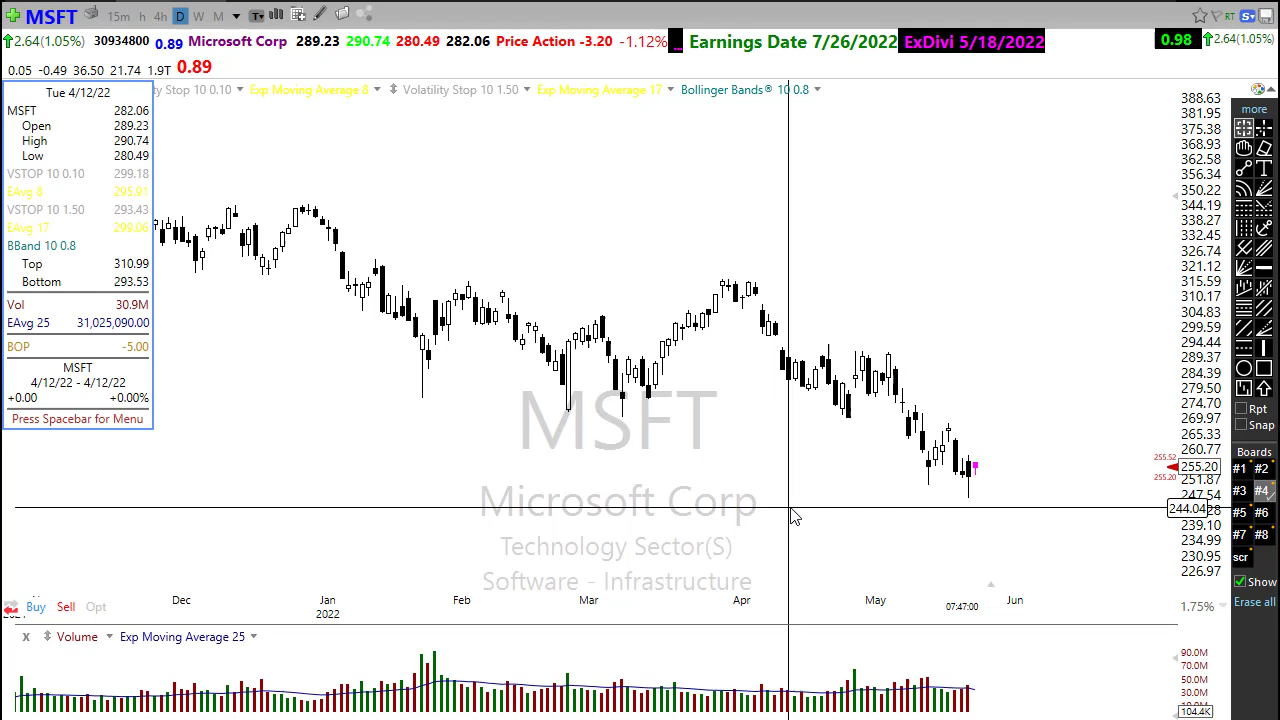 MSFT 15m h 4h D W M T RT S
2.64(1.05%) 30934800 0.89 Microsoft Corp 289.23 290.74 280.49 282.06 Price Action -3.20 -1.12% ... Earnings Date 7/26/2022 ExDivi 5/18/2022 0.98 2.64(1.05%)
0.05 -0.49 36.50 21.74 1.9T 0.89
Tue 4/12/22
MSFT 282.06
Open 289.23
High 290.74
Low 280.49
VSTOP 10 0.10 299.18
EAvg 8 295.91
VSTOP 10 1.50 293.43
EAvg 17 299.06
BBand 10 0.8
Top 310.99
Bottom 293.53
Vol 30.9M
EAvg 25 31,025,090.00
BOP -5.00
MSFT
4/12/22 - 4/12/22
+0.00 +0.00%
Press Spacebar for Menu
ty Stop 10 0.10 Exp Moving Average 8 Volatility Stop 10 1.50 Exp Moving Average 17 Bollinger Bands® 10 0.8
388.63
381.95
375.38
368.93
362.58
356.34
350.22
344.19
338.27
332.45
326.74
321.12
315.59
310.17
304.83
299.59
294.44
289.37
284.39
279.50
274.70
269.97
265.33
260.77
255.52
255.20
255.20
251.87
247.54
244.04
239.10
234.99
230.95
226.97
1.75%
MSFT
Microsoft Corp
Technology Sector(S)
Software - Infrastructure
Dec Jan Feb Mar Apr May Jun
2022 07:47:00
Buy Sell Opt
x Volume Exp Moving Average 25
90.0M
70.0M
50.0M
30.0M
104.4K
more
Rpt
Snap
Boards
#1 #2
#3 #4
#5 #6
#7 #8
scr
Show
Erase all